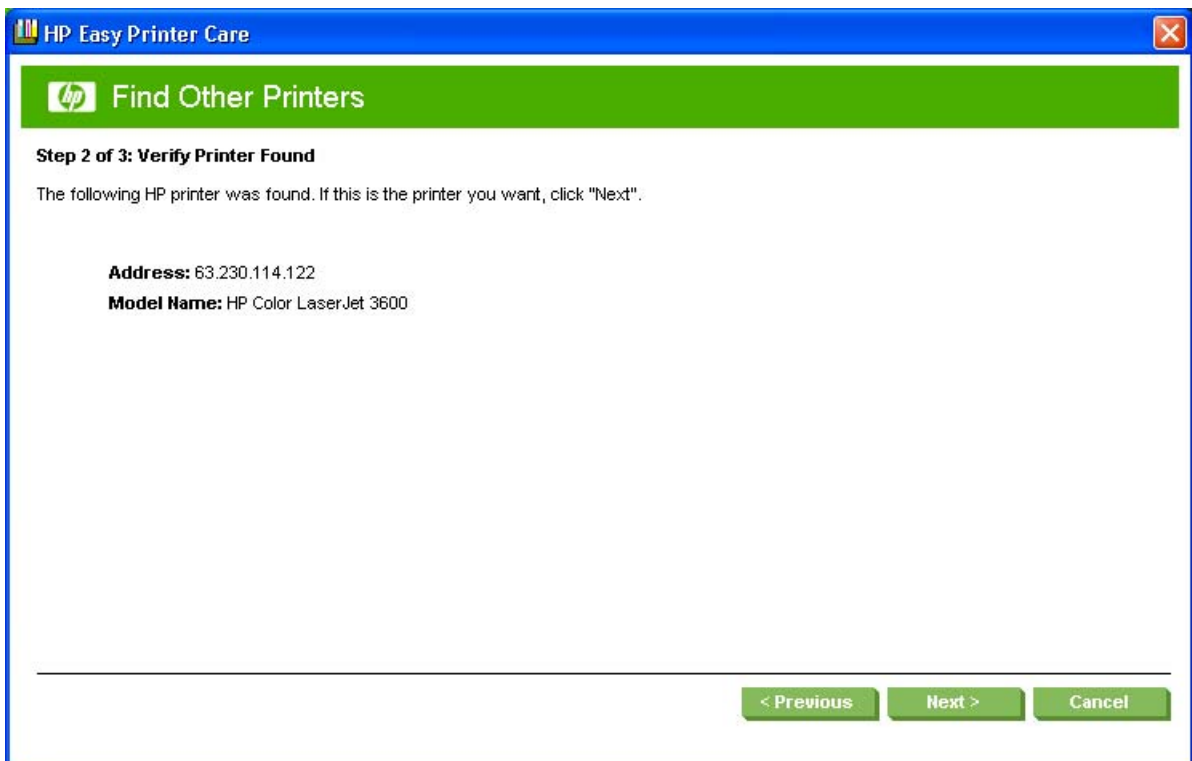 HP Easy Printer Care
hp Find Other Printers
Step 2 of 3: Verify Printer Found
The following HP printer was found. If this is the printer you want, click "Next".
Address: 63.230.114.122
Model Name: HP Color LaserJet 3600
< Previous Next > Cancel